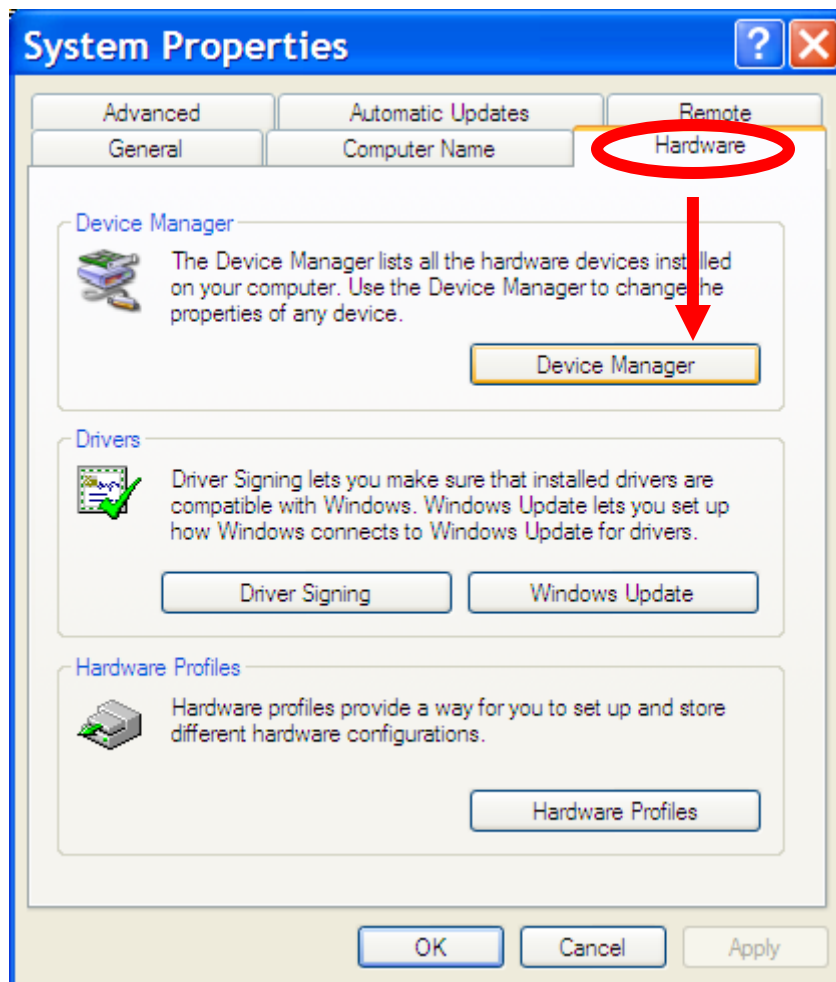 System Properties
Advanced Automatic Updates Remote
General Computer Name Hardware
Device Manager
The Device Manager lists all the hardware devices installed
on your computer. Use the Device Manager to change the
properties of any device.
Device Manager
Drivers
Driver Signing lets you make sure that installed drivers are
compatible with Windows. Windows Update lets you set up
how Windows connects to Windows Update for drivers.
Driver Signing Windows Update
Hardware Profiles
Hardware profiles provide a way for you to set up and store
different hardware configurations.
Hardware Profiles
OK Cancel Apply